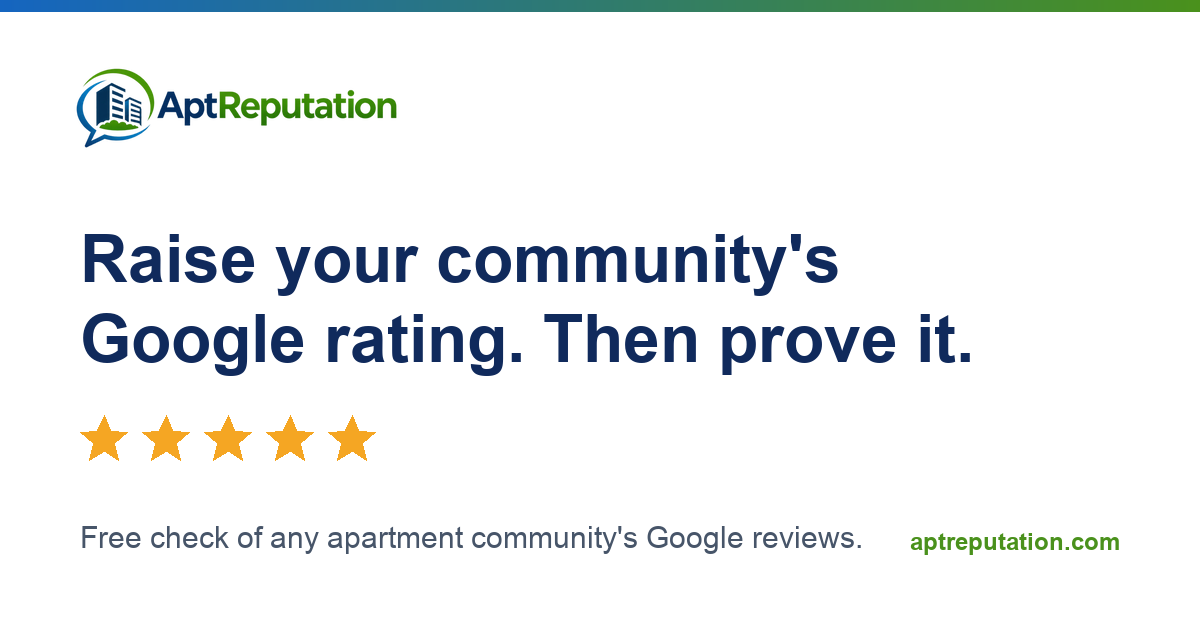 AptReputation
Raise your community's
Google rating. Then prove it.
Free check of any apartment community's Google reviews.
aptreputation.com